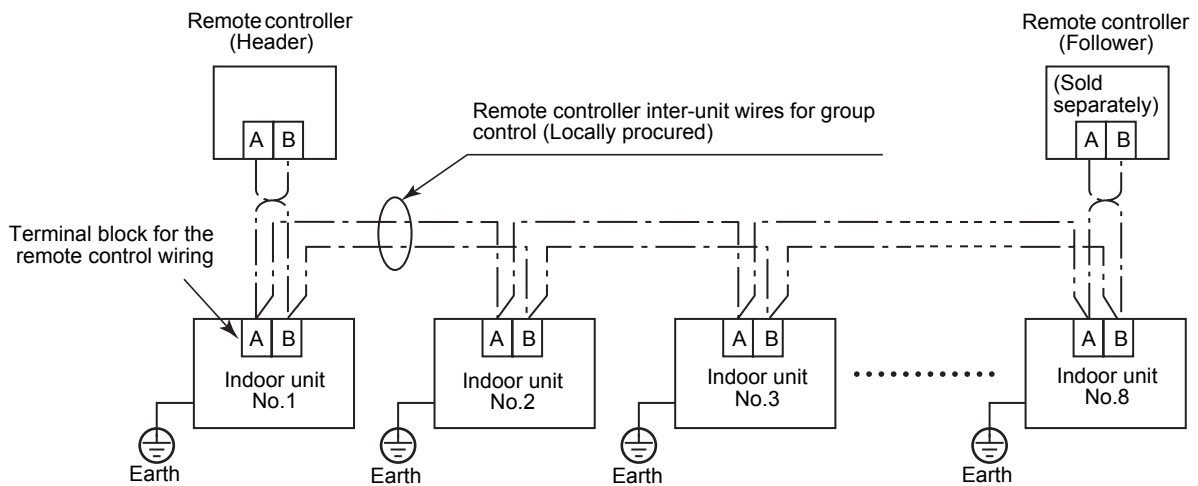 Remote controller
(Header)
Remote controller
(Follower)
(Sold
separately)
A B
A B
Remote controller inter-unit wires for group
control (Locally procured)
Terminal block for the
remote control wiring
A B
A B
A B
A B
Indoor unit
No.1
Indoor unit
No.2
Indoor unit
No.3
Indoor unit
No.8
Earth
Earth
Earth
Earth